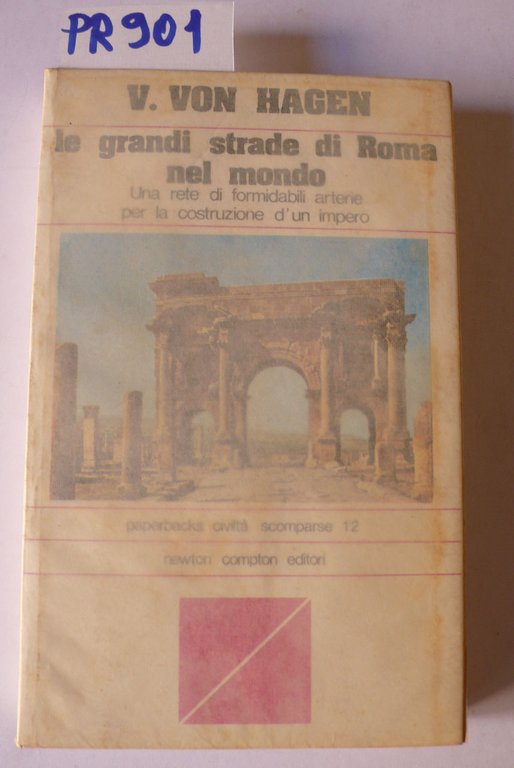 PR901
V. VON HAGEN
le grandi strade di Roma
nel mondo
Una rete di formidabili arterie
per la costruzione d'un impero
paperbacks civiltà scomparse 12
newton compton editori